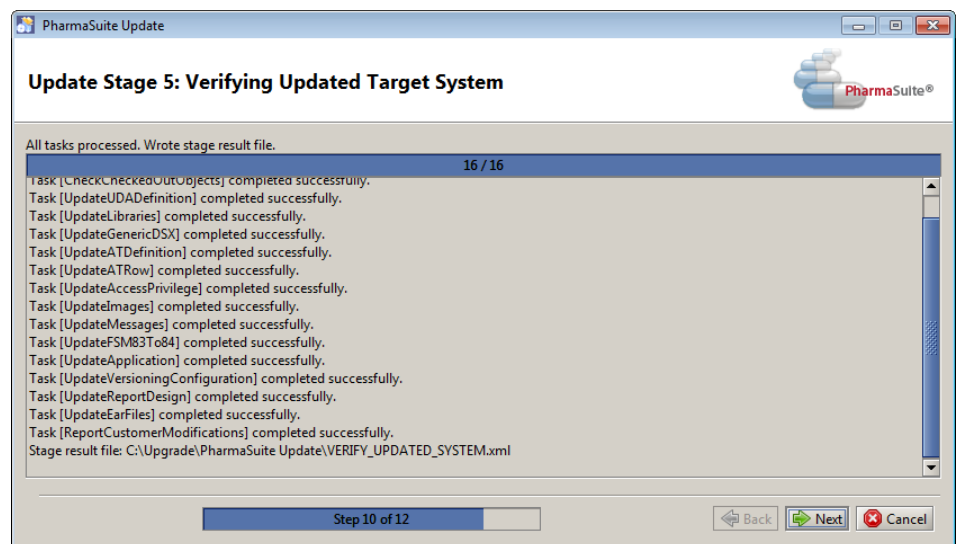 PharmaSuite Update
Update Stage 5: Verifying Updated Target System
PharmaSuite®
All tasks processed. Wrote stage result file.
16 / 16
Task [CheckCheckedOutObjects] completed successfully.
Task [UpdateUDADefinition] completed successfully.
Task [UpdateLibraries] completed successfully.
Task [UpdateGenericDSX] completed successfully.
Task [UpdateATDefinition] completed successfully.
Task [UpdateATRow] completed successfully.
Task [UpdateAccessPrivilege] completed successfully.
Task [UpdateImages] completed successfully.
Task [UpdateMessages] completed successfully.
Task [UpdateFSM83To84] completed successfully.
Task [UpdateApplication] completed successfully.
Task [UpdateVersioningConfiguration] completed successfully.
Task [UpdateReportDesign] completed successfully.
Task [UpdateEarFiles] completed successfully.
Task [ReportCustomerModifications] completed successfully.
Stage result file: C:\Upgrade\PharmaSuite Update\VERIFY_UPDATED_SYSTEM.xml
Step 10 of 12
Back
Next
Cancel